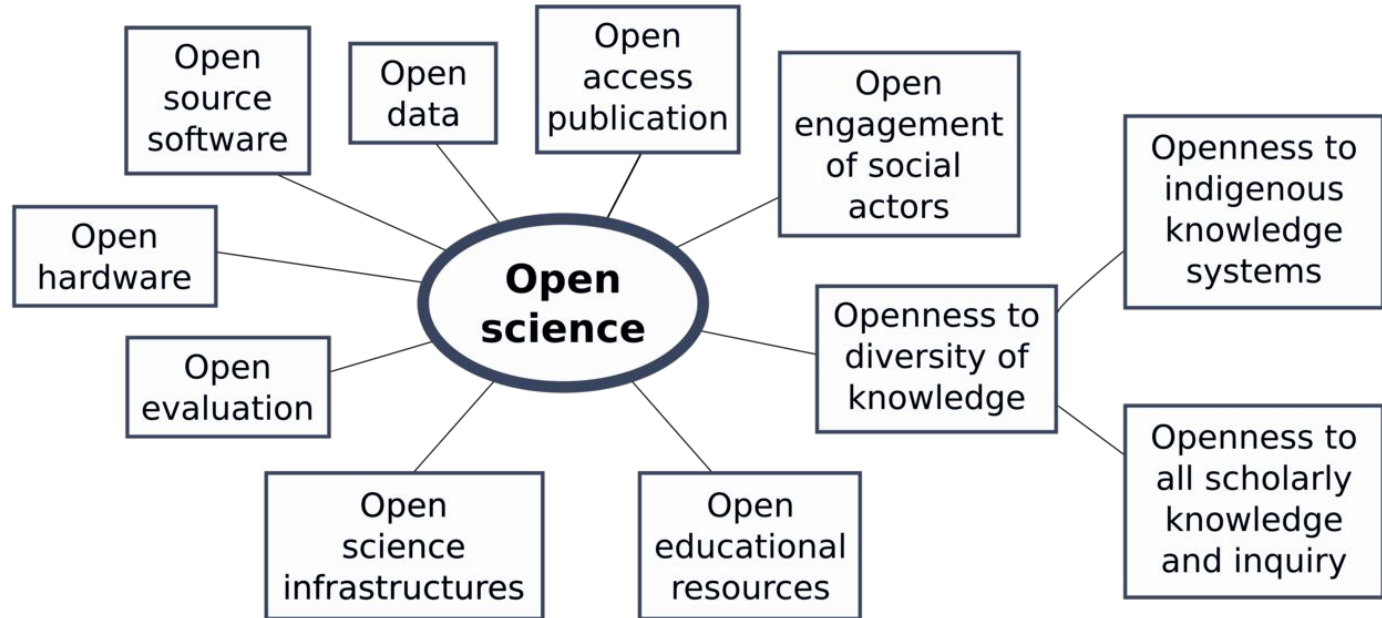 Open
source
software
Open
data
Open
access
publication
Open
engagement
of social
actors
Openness to
indigenous
knowledge
systems
Open
hardware
Open
science
Openness to
diversity of
knowledge
Open
evaluation
Openness to
all scholarly
knowledge
and inquiry
Open
science
infrastructures
Open
educational
resources